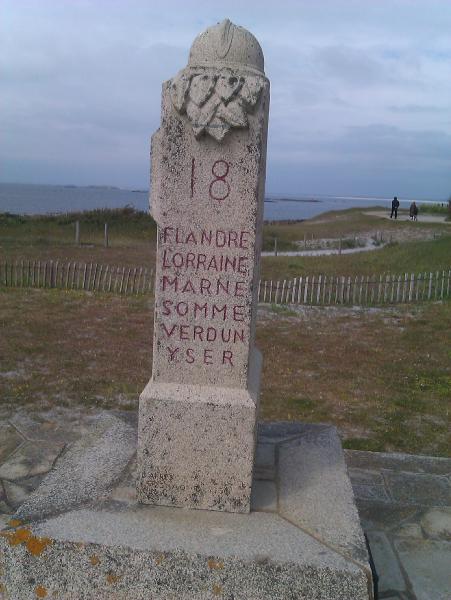 18
FLANDRE
LORRAINE
MARNE
SOMME
VERDUN
YSER